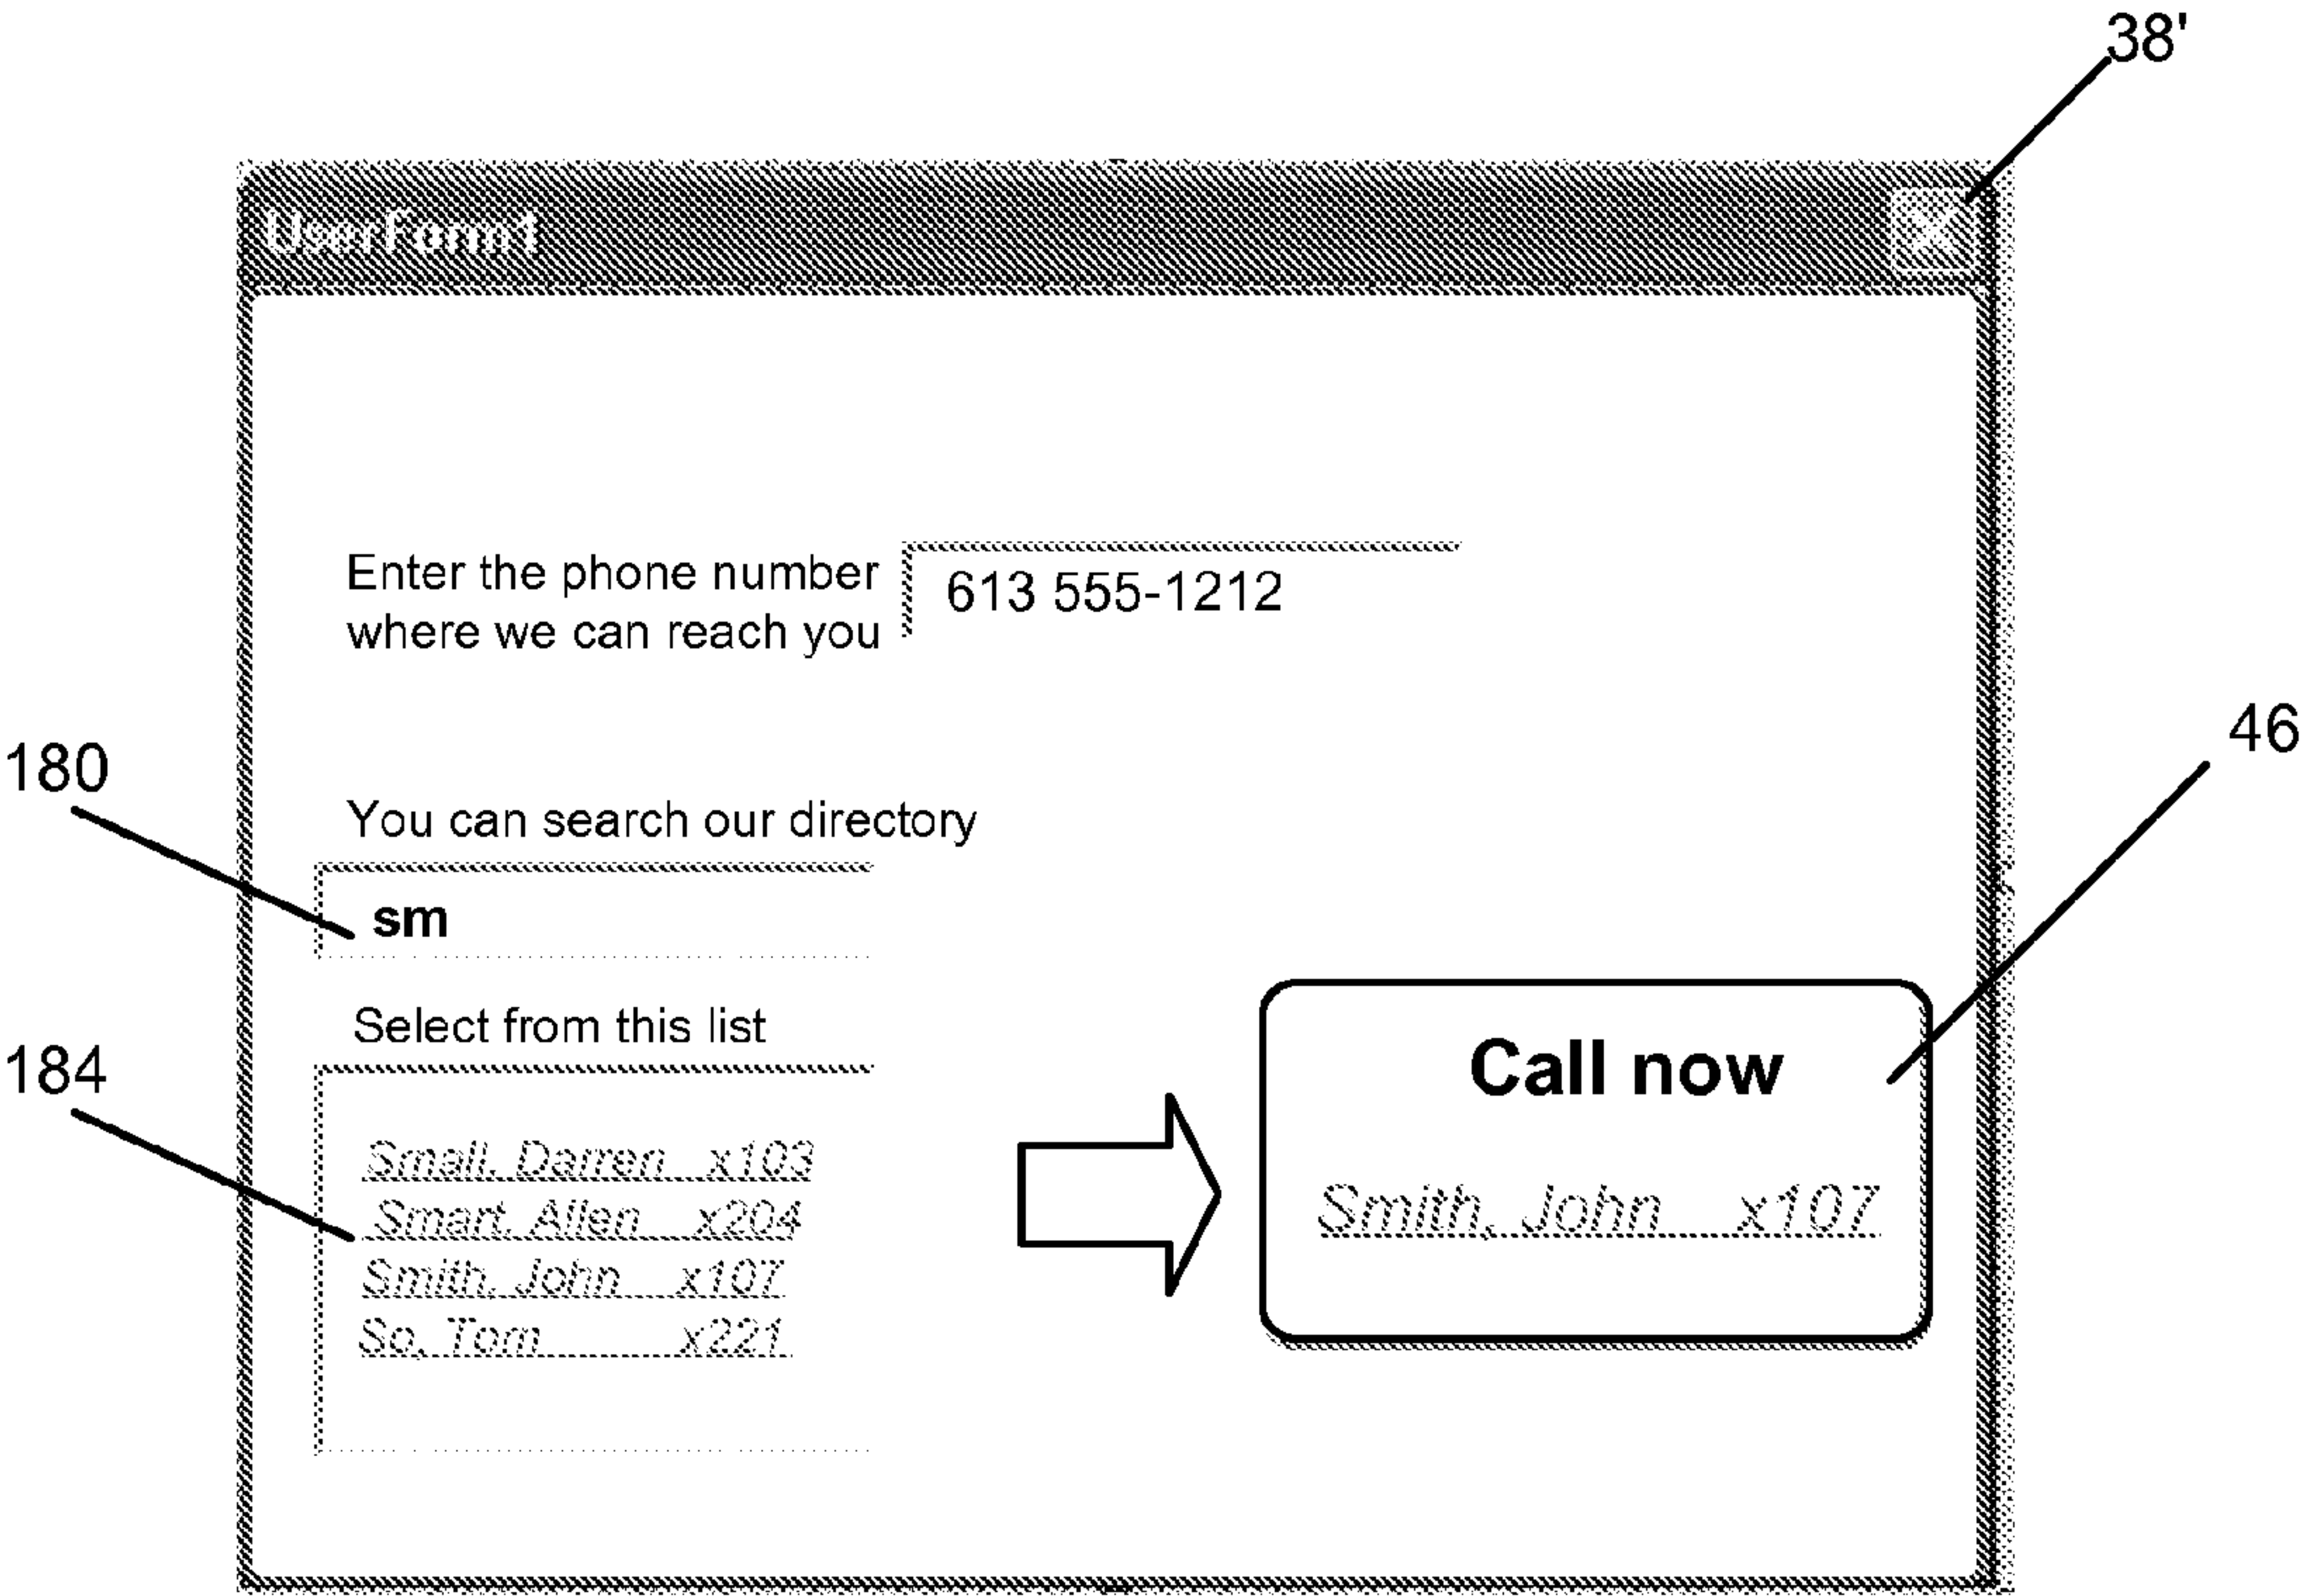 38'
UserForm1
Enter the phone number
where we can reach you
613 555-1212
46
180
You can search our directory
sm
Select from this list
184
Small, Darren x103
Smart, Allen x204
Smith, John x107
So, Tom x221
Call now
Smith, John x107